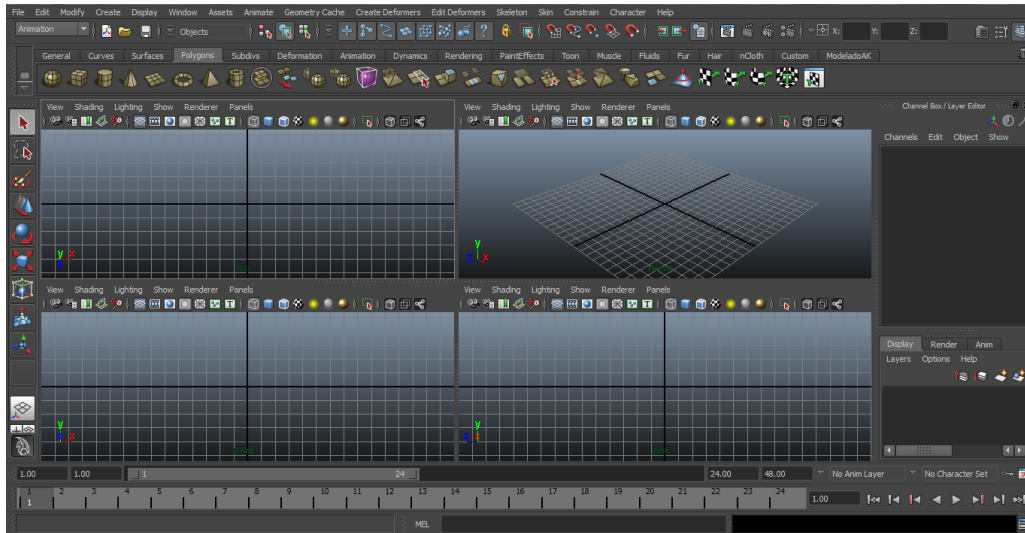 File Edit Modify Create Display Window Assets Animate Geometry Cache Create Deformers Edit Deformers Skeleton Skin Constrain Character Help
Animation Objects X: Y: Z:
General Curves Surfaces Polygons Subdivs Deformation Animation Dynamics Rendering PaintEffects Toon Muscle Fluids Fur Hair nCloth Custom ModeladoAK
View Shading Lighting Show Renderer Panels
View Shading Lighting Show Renderer Panels
Channel Box / Layer Editor
Channels Edit Object Show
y x
y
z x
View Shading Lighting Show Renderer Panels
View Shading Lighting Show Renderer Panels
Display Render Anim
Layers Options Help
y
z x
y
z x
1.00 1.00 1 24 24.00 48.00 No Anim Layer No Character Set
1 2 3 4 5 6 7 8 9 10 11 12 13 14 15 16 17 18 19 20 21 22 23 24
1 1.00
MEL